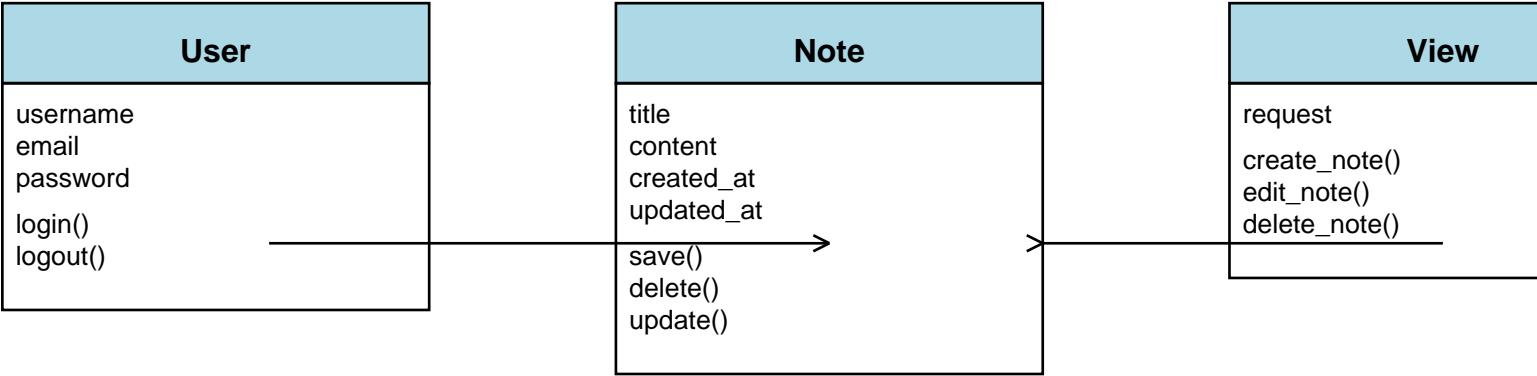 User
username
email
password
login()
logout()
Note
title
content
created_at
updated_at
save()
delete()
update()
View
request
create_note()
edit_note()
delete_note()